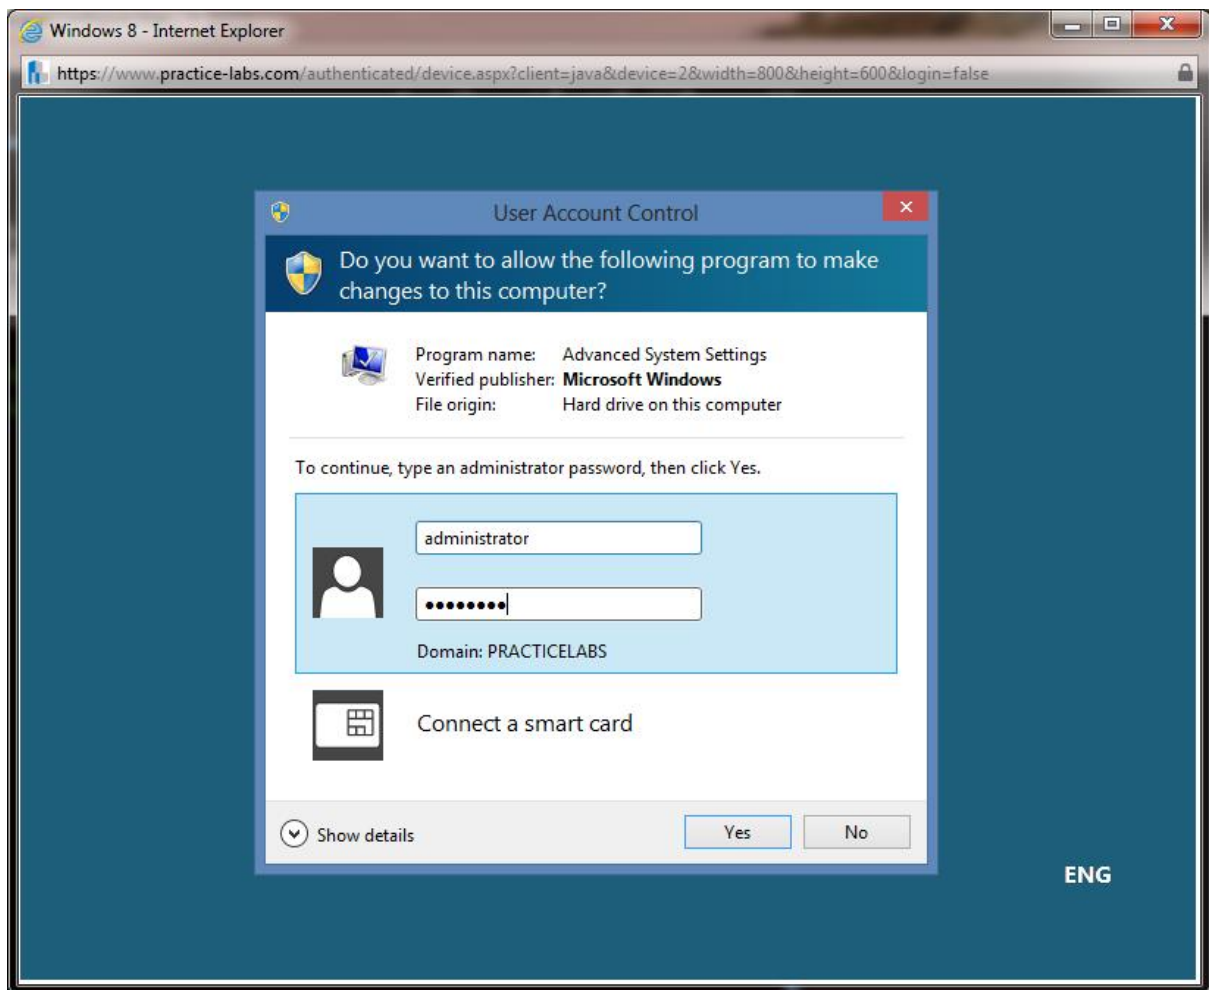 Windows 8 - Internet Explorer
https://www.practice-labs.com/authenticated/device.aspx?client=java&device=2&width=800&height=600&login=false
User Account Control
Do you want to allow the following program to make
changes to this computer?
Program name: Advanced System Settings
Verified publisher: Microsoft Windows
File origin: Hard drive on this computer
To continue, type an administrator password, then click Yes.
administrator
••••••••
Domain: PRACTICELABS
Connect a smart card
Show details
Yes
No
ENG